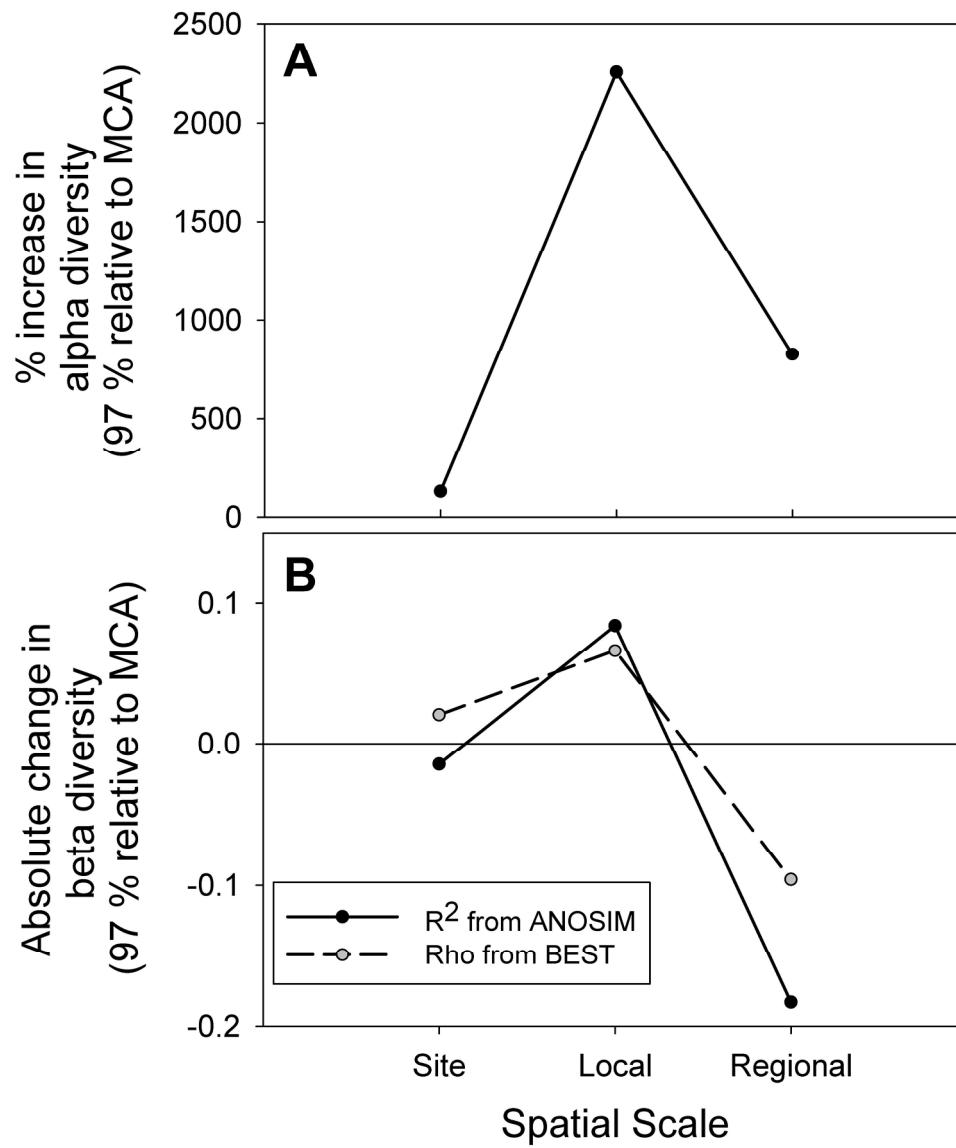 % increase in
alpha diversity
(97 % relative to MCA)
2500
2000
1500
1000
500
0
A
Absolute change in
beta diversity
(97 % relative to MCA)
0.1
0.0
-0.1
-0.2
B
R² from ANOSIM
Rho from BEST
Site Local Regional
Spatial Scale